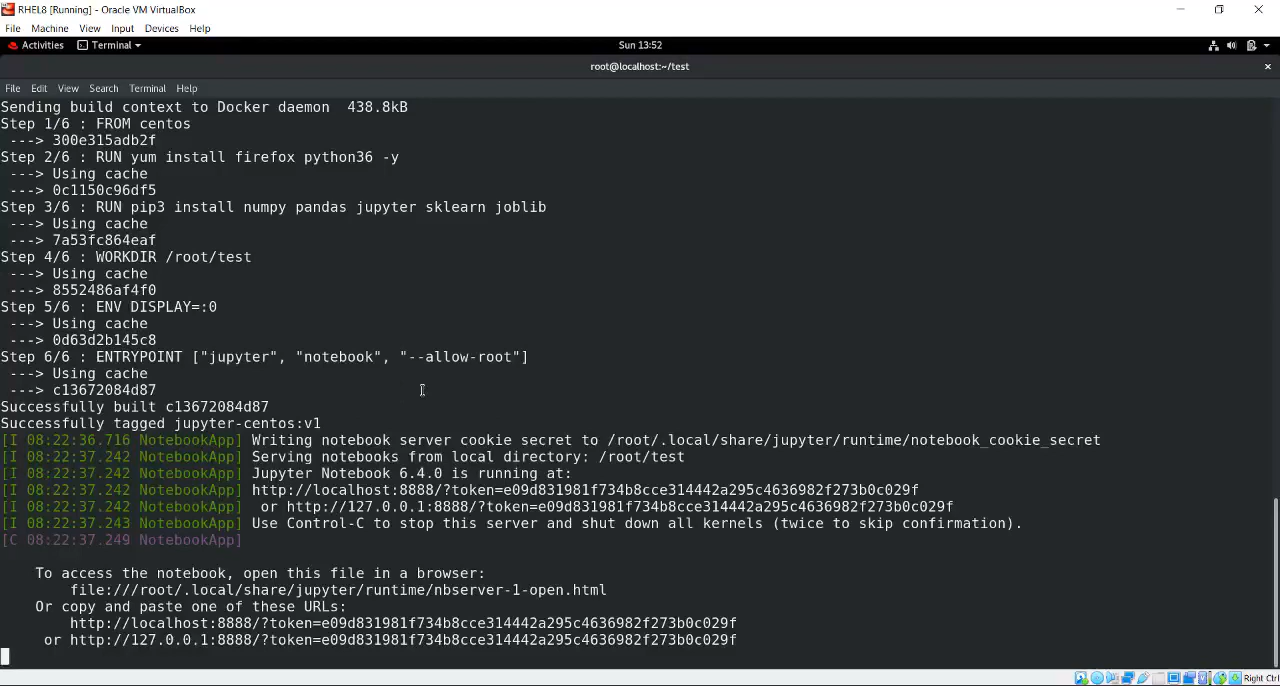 RHEL8 [Running] - Oracle VM VirtualBox
File Machine View Input Devices Help
Activities Terminal Sun 13:52
root@localhost:~/test
File Edit View Search Terminal Help
Sending build context to Docker daemon  438.8kB
Step 1/6 : FROM centos
 ---> 300e315adb2f
Step 2/6 : RUN yum install firefox python36 -y
 ---> Using cache
 ---> 0c1150c96df5
Step 3/6 : RUN pip3 install numpy pandas jupyter sklearn joblib
 ---> Using cache
 ---> 7a53fc864eaf
Step 4/6 : WORKDIR /root/test
 ---> Using cache
 ---> 8552486af4f0
Step 5/6 : ENV DISPLAY=:0
 ---> Using cache
 ---> 0d63d2b145c8
Step 6/6 : ENTRYPOINT ["jupyter", "notebook", "--allow-root"]
 ---> Using cache
 ---> c13672084d87
Successfully built c13672084d87
Successfully tagged jupyter-centos:v1
[I 08:22:36.716 NotebookApp] Writing notebook server cookie secret to /root/.local/share/jupyter/runtime/notebook_cookie_secret
[I 08:22:37.242 NotebookApp] Serving notebooks from local directory: /root/test
[I 08:22:37.242 NotebookApp] Jupyter Notebook 6.4.0 is running at:
[I 08:22:37.242 NotebookApp] http://localhost:8888/?token=e09d831981f734b8cce314442a295c4636982f273b0c029f
[I 08:22:37.242 NotebookApp]  or http://127.0.0.1:8888/?token=e09d831981f734b8cce314442a295c4636982f273b0c029f
[I 08:22:37.243 NotebookApp] Use Control-C to stop this server and shut down all kernels (twice to skip confirmation).
[C 08:22:37.249 NotebookApp]
    To access the notebook, open this file in a browser:
        file:///root/.local/share/jupyter/runtime/nbserver-1-open.html
    Or copy and paste one of these URLs:
        http://localhost:8888/?token=e09d831981f734b8cce314442a295c4636982f273b0c029f
     or http://127.0.0.1:8888/?token=e09d831981f734b8cce314442a295c4636982f273b0c029f
Right Ctrl